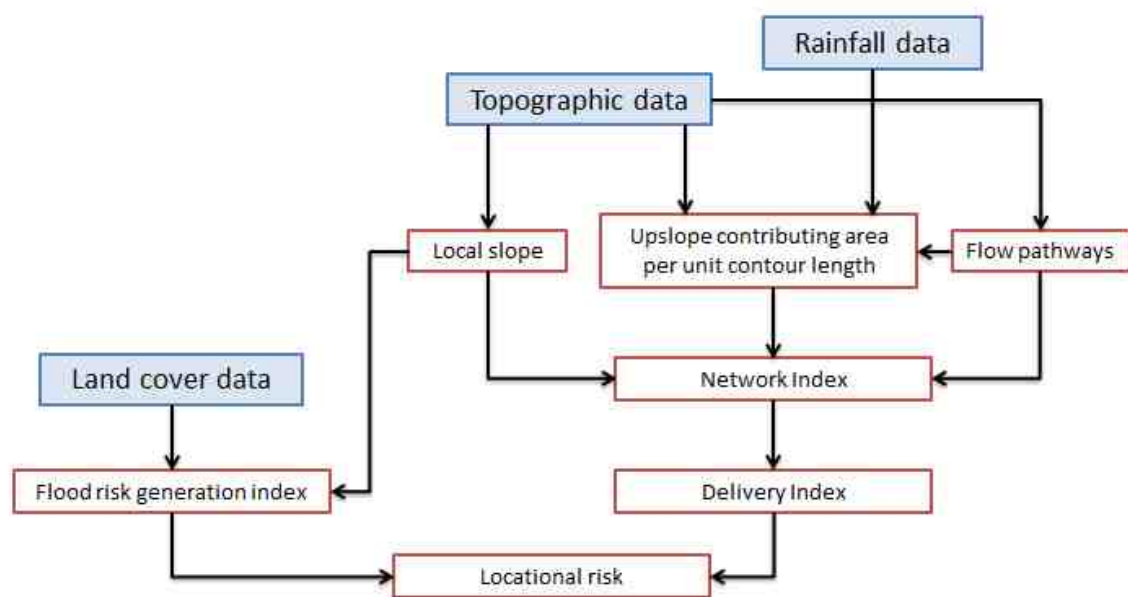 Rainfall data
Topographic data
Local slope
Upslope contributing area
per unit contour length
Flow pathways
Land cover data
Network Index
Flood risk generation index
Delivery Index
Locational risk